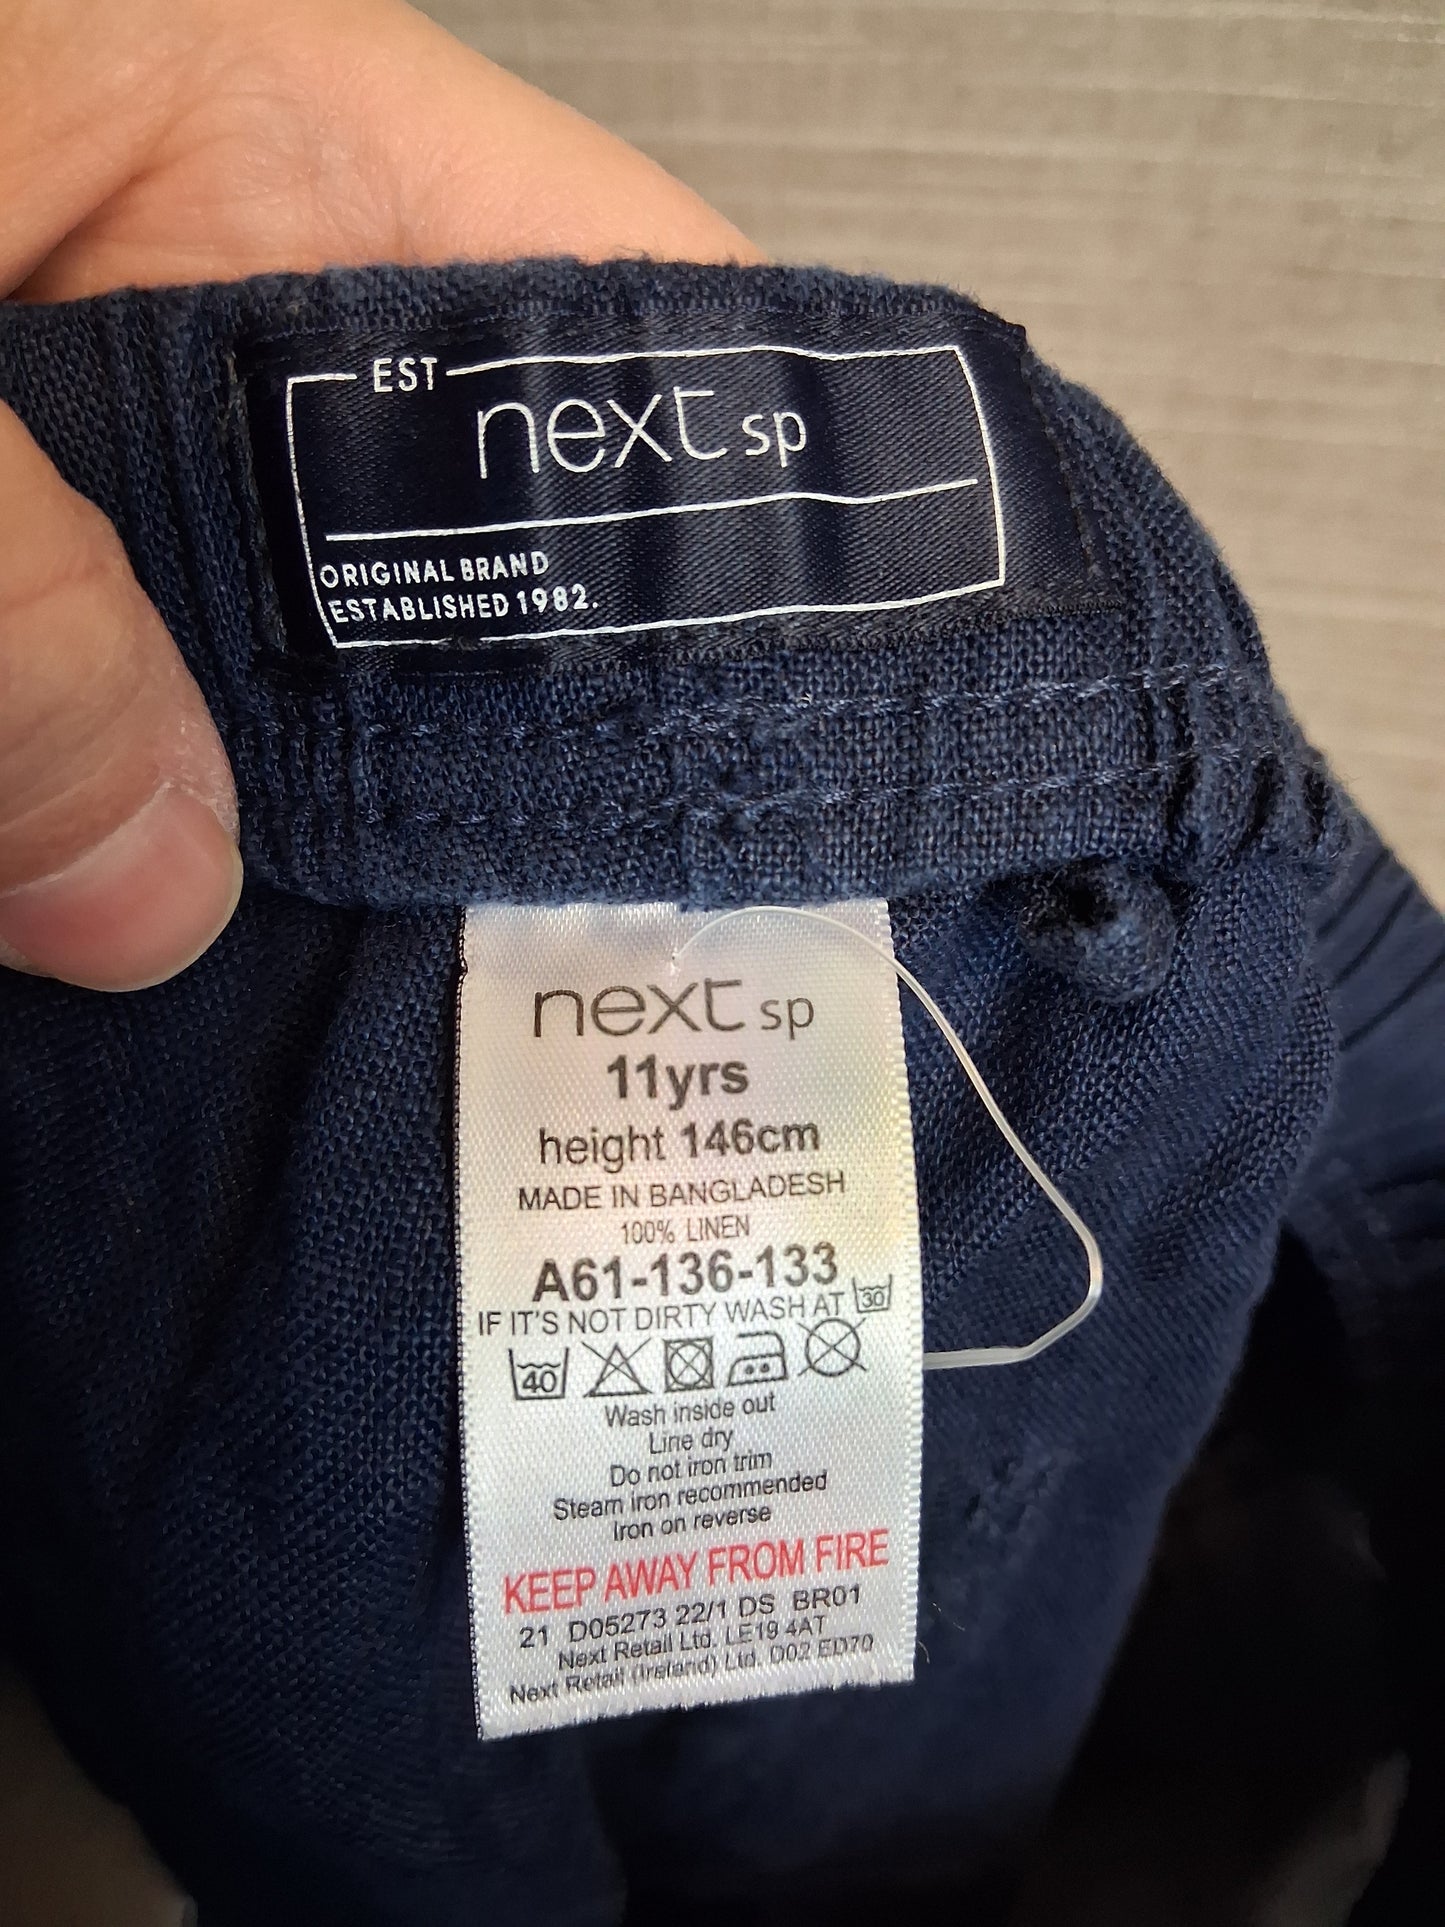 EST
next sp
ORIGINAL BRAND
ESTABLISHED 1982.
next sp
11yrs
height 146cm
MADE IN BANGLADESH
100% LINEN
A61-136-133
IF IT'S NOT DIRTY WASH AT 30
40
Wash inside out
Line dry
Do not iron trim
Steam iron recommended
Iron on reverse
KEEP AWAY FROM FIRE
21 D05273 22/1 DS BR01
Next Retail Ltd. LE19 4AT
Next Retail (Ireland) Ltd. D02 ED70